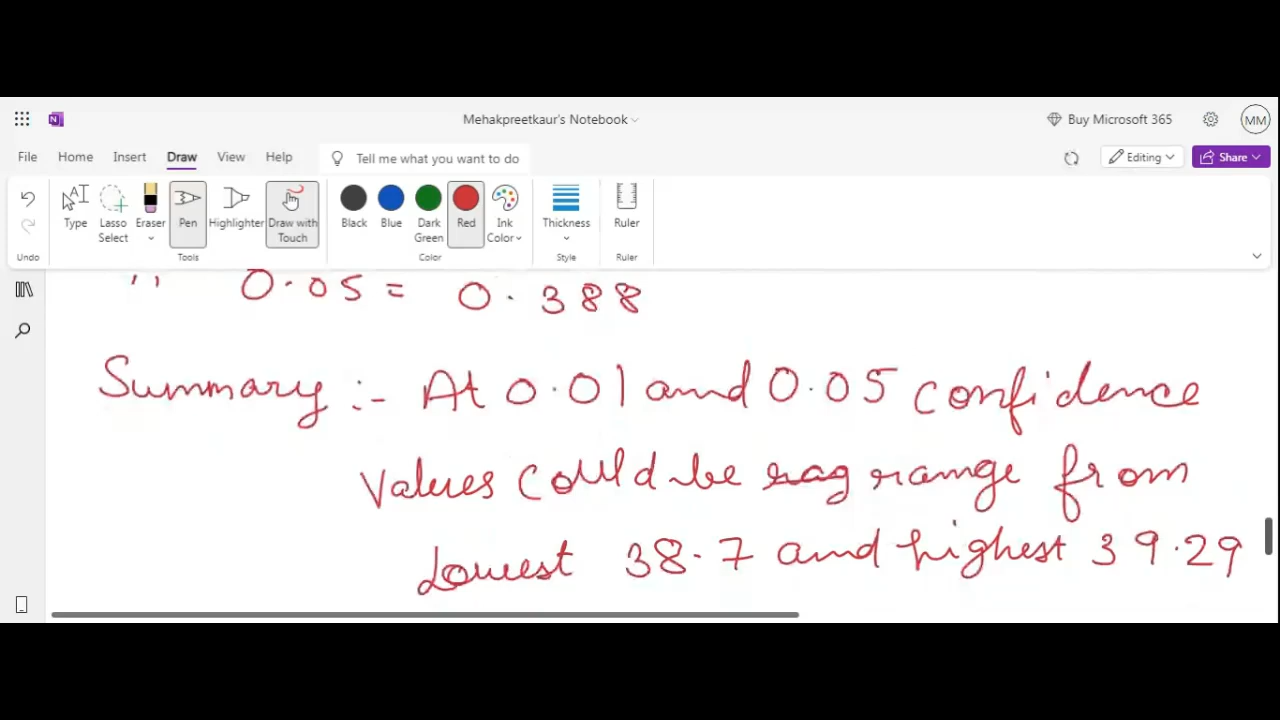 Mehakpreetkaur's Notebook
Buy Microsoft 365
MM
File Home Insert Draw View Help Tell me what you want to do
Editing Share
Type Lasso Select Eraser Pen Highlighter Draw with Touch
Black Blue Dark Green Red Ink Color
Thickness
Ruler
Undo Tools Color Style Ruler
0.05 = 0.388
Summary :- At 0.01 and 0.05 confidence
values could be range from
Lowest 38.7 and highest 39.29